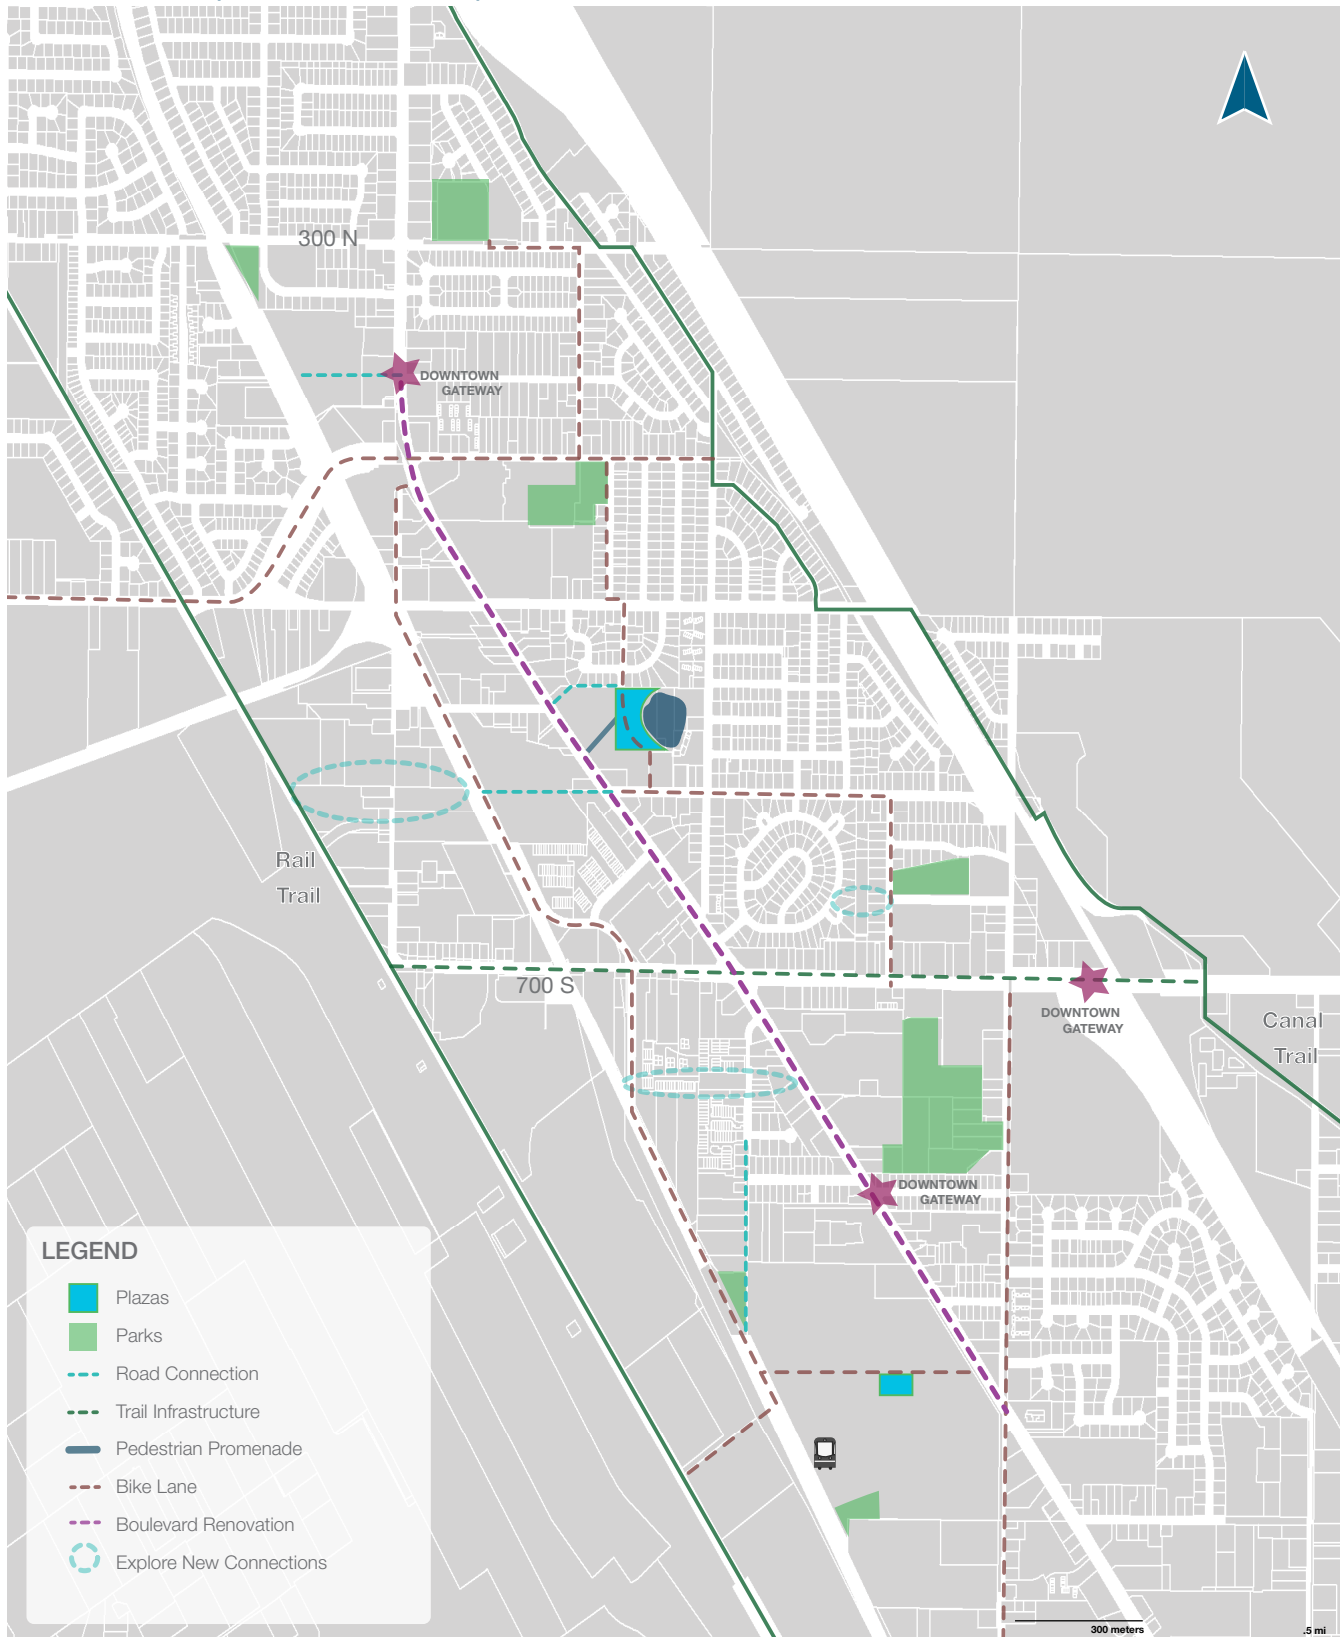 300 N
DOWNTOWN
GATEWAY
Rail
Trail
700 S
DOWNTOWN
GATEWAY
Canal
Trail
DOWNTOWN
GATEWAY
LEGEND
Plazas
Parks
Road Connection
Trail Infrastructure
Pedestrian Promenade
Bike Lane
Boulevard Renovation
Explore New Connections
300 meters
.5 mi